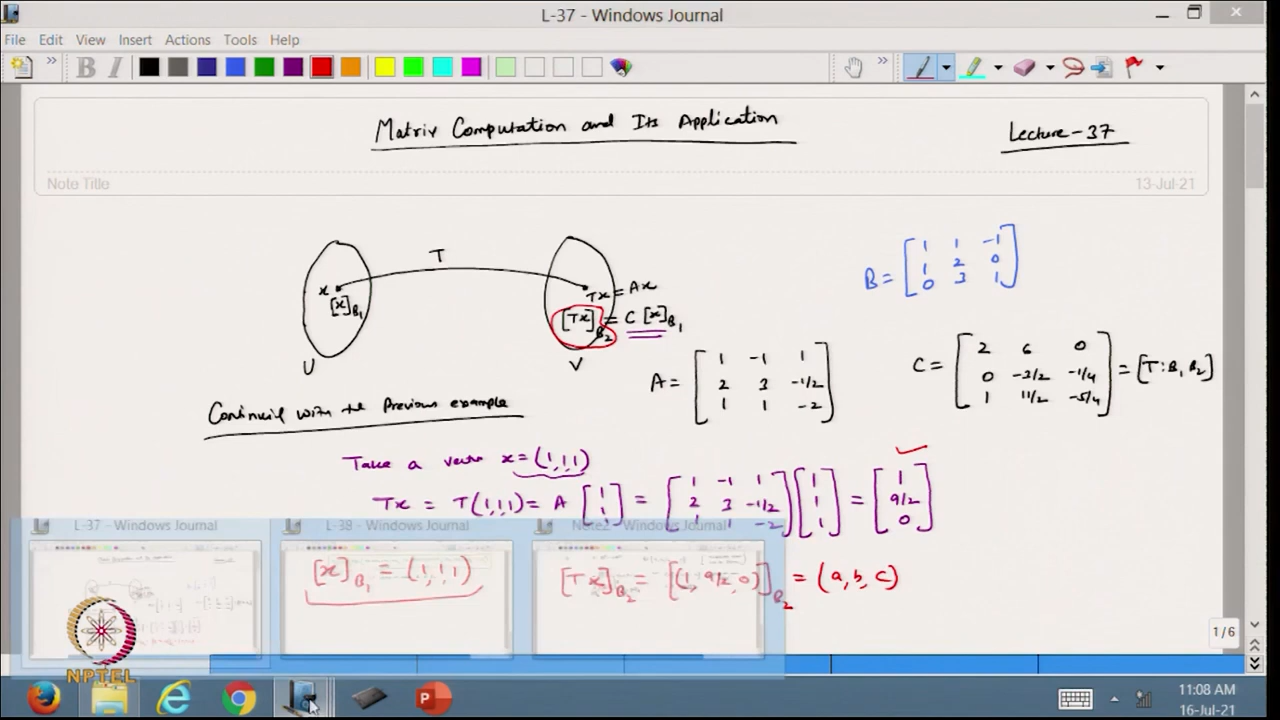 L-37 - Windows Journal
File Edit View Insert Actions Tools Help
Matrix Computation and Its Application
Lecture-37
Note Title
13-Jul-21
T
x
[x]B₁
Tx = Ax
[Tx]B₂ = C [x]B₁
U
V
B = [1 1 -1
1 2 0
0 3 1]
A = [1 -1 1
2 3 -1/2
1 1 -2]
C = [2 6 0
0 -3/2 -1/4
1 11/2 -5/4] = [T: B₁, B₂]
Continue with the Previous example
Take a vector x = (1,1,1)
Tx = T(1,1,1) = A [1 1 1] = [1 -1 1
2 3 -1/2
1 1 -2] [1 1 1] = [1 9/2 0]
L-37 - Windows Journal
L-38 - Windows Journal
Note2 - Windows Journal
[x]B₁ = (1,1,1)
[Tx]B₂ = [(1, 9/2, 0)]B₂ = (a, b, c)
1/6
NPTEL
11:08 AM
16-Jul-21